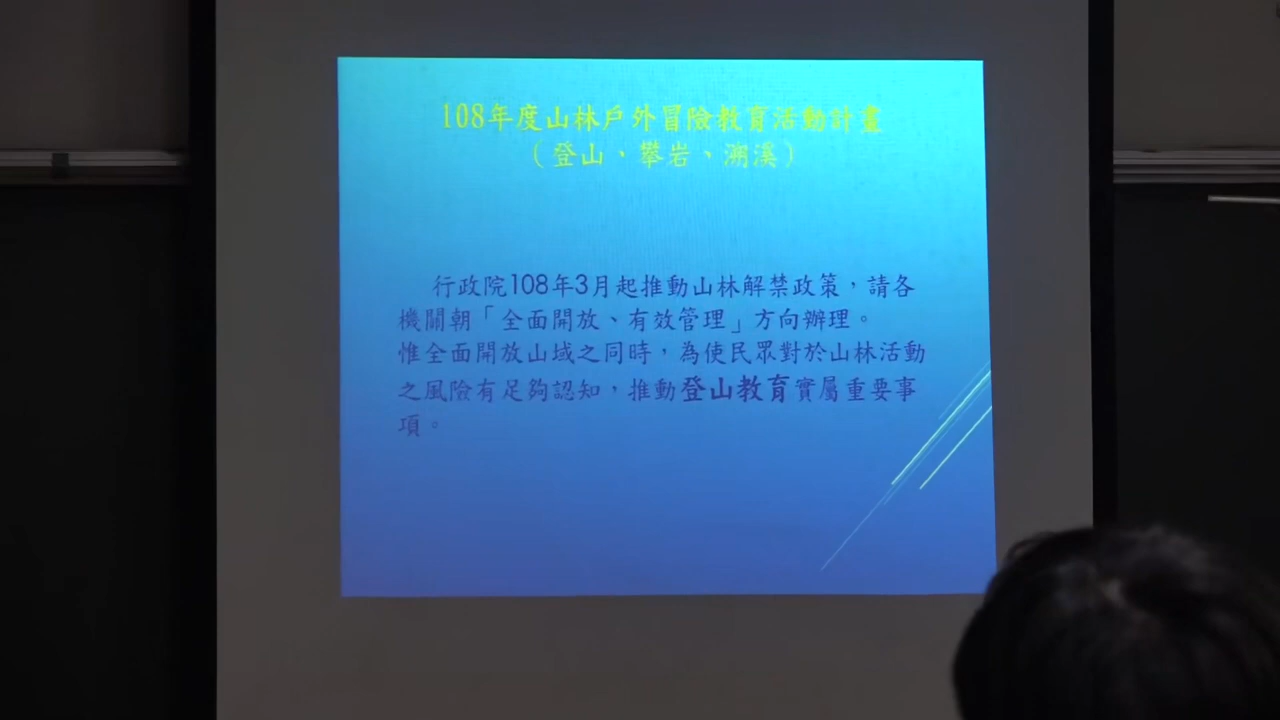 108年度山林戶外冒險教育活動計畫
（登山、攀岩、溯溪）
行政院108年3月起推動山林解禁政策，請各
機關朝「全面開放、有效管理」方向辦理。
惟全面開放山域之同時，為使民眾對於山林活動
之風險有足夠認知，推動登山教育實屬重要事
項。